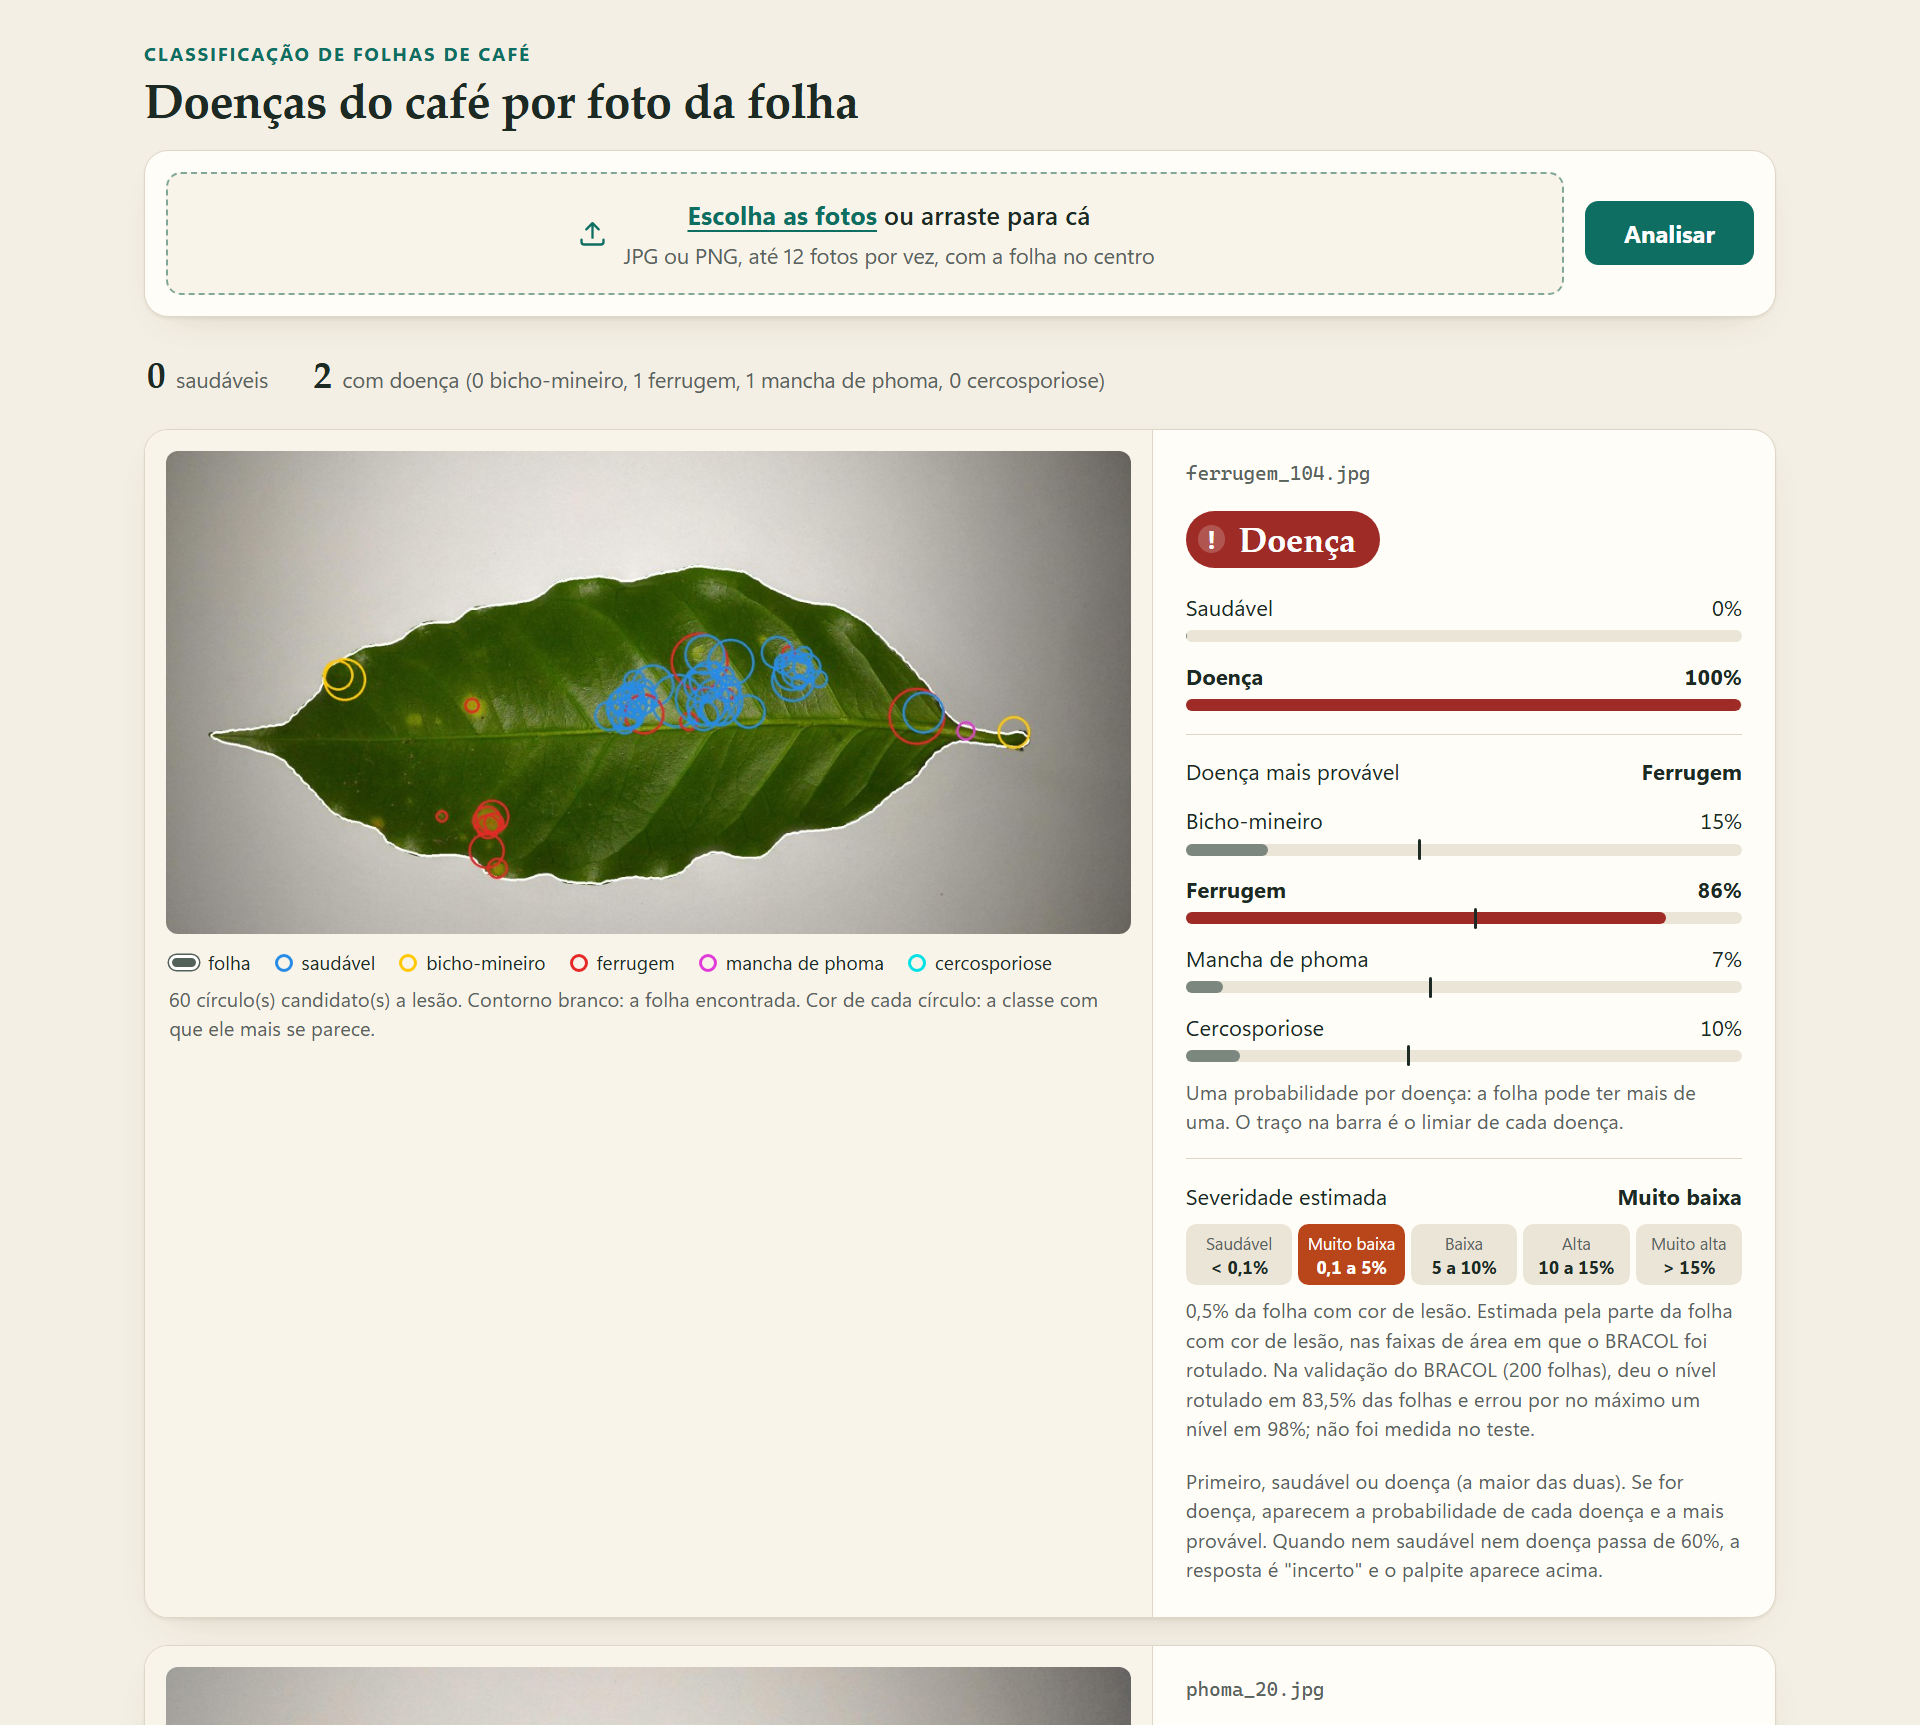 CLASSIFICAÇÃO DE FOLHAS DE CAFÉ
Doenças do café por foto da folha
Escolha as fotos ou arraste para cá
JPG ou PNG, até 12 fotos por vez, com a folha no centro
Analisar
0 saudáveis 2 com doença (0 bicho-mineiro, 1 ferrugem, 1 mancha de phoma, 0 cercosporiose)
folha saudável bicho-mineiro ferrugem mancha de phoma cercosporiose
60 círculo(s) candidato(s) a lesão. Contorno branco: a folha encontrada. Cor de cada círculo: a classe com
que ele mais se parece.
ferrugem_104.jpg
! Doença
Saudável 0%
Doença 100%
Doença mais provável Ferrugem
Bicho-mineiro 15%
Ferrugem 86%
Mancha de phoma 7%
Cercosporiose 10%
Uma probabilidade por doença: a folha pode ter mais de
uma. O traço na barra é o limiar de cada doença.
Severidade estimada Muito baixa
Saudável Muito baixa Baixa Alta Muito alta
< 0,1% 0,1 a 5% 5 a 10% 10 a 15% > 15%
0,5% da folha com cor de lesão. Estimada pela parte da folha
com cor de lesão, nas faixas de área em que o BRACOL foi
rotulado. Na validação do BRACOL (200 folhas), deu o nível
rotulado em 83,5% das folhas e errou por no máximo um
nível em 98%; não foi medida no teste.
Primeiro, saudável ou doença (a maior das duas). Se for
doença, aparecem a probabilidade de cada doença e a mais
provável. Quando nem saudável nem doença passa de 60%, a
resposta é "incerto" e o palpite aparece acima.
phoma_20.jpg